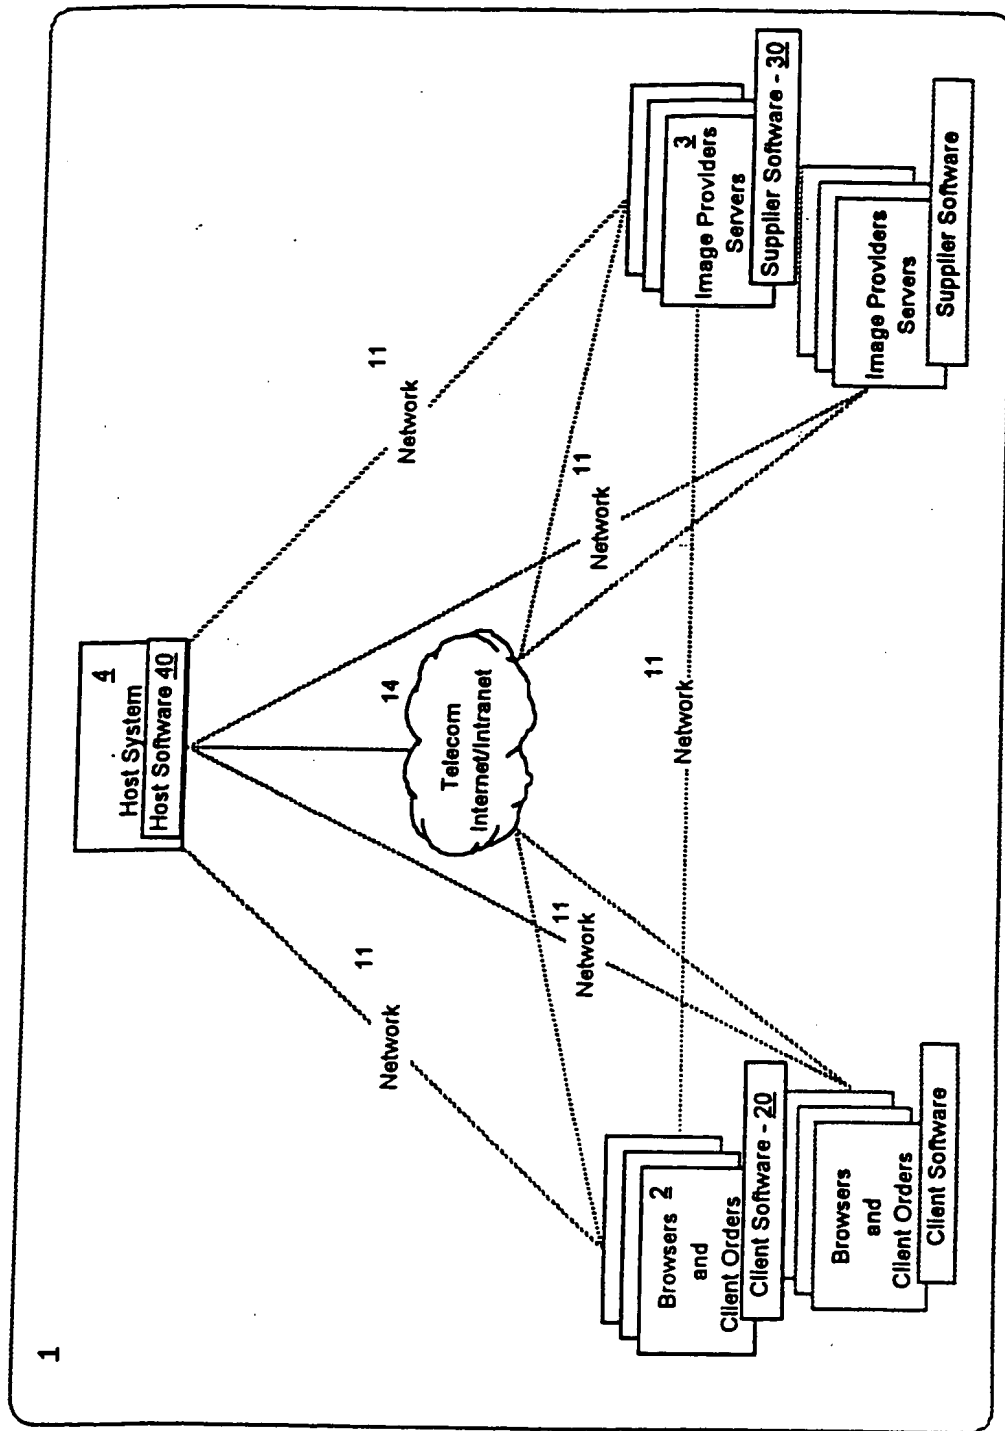 1
4
Host System
Host Software 40
11
Network
11
Network
14
Telecom
Internet/Intranet
11
Network
11
Network
11
Network
Browsers 2
and
Client Orders
Client Software - 20
Browsers
and
Client Orders
Client Software
3
Image Providers
Servers
Supplier Software - 30
Image Providers
Servers
Supplier Software